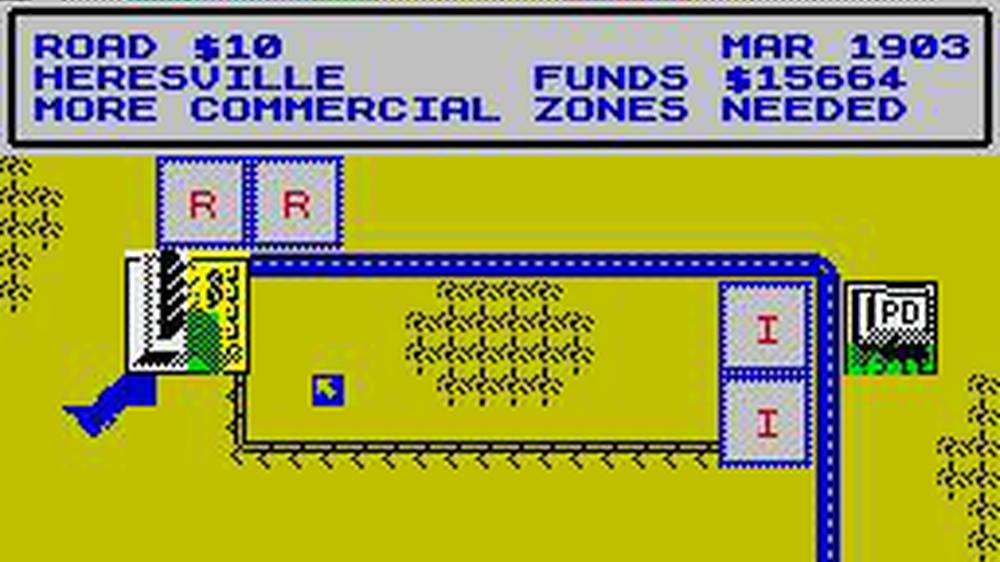 ROAD $10 MAR 1903
HERESVILLE FUNDS $15664
MORE COMMERCIAL ZONES NEEDED
R R
I
PD
I